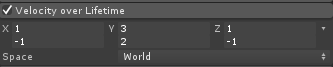 Velocity over Lifetime
X 1 Y 3 Z 1
-1 2 -1
Space World